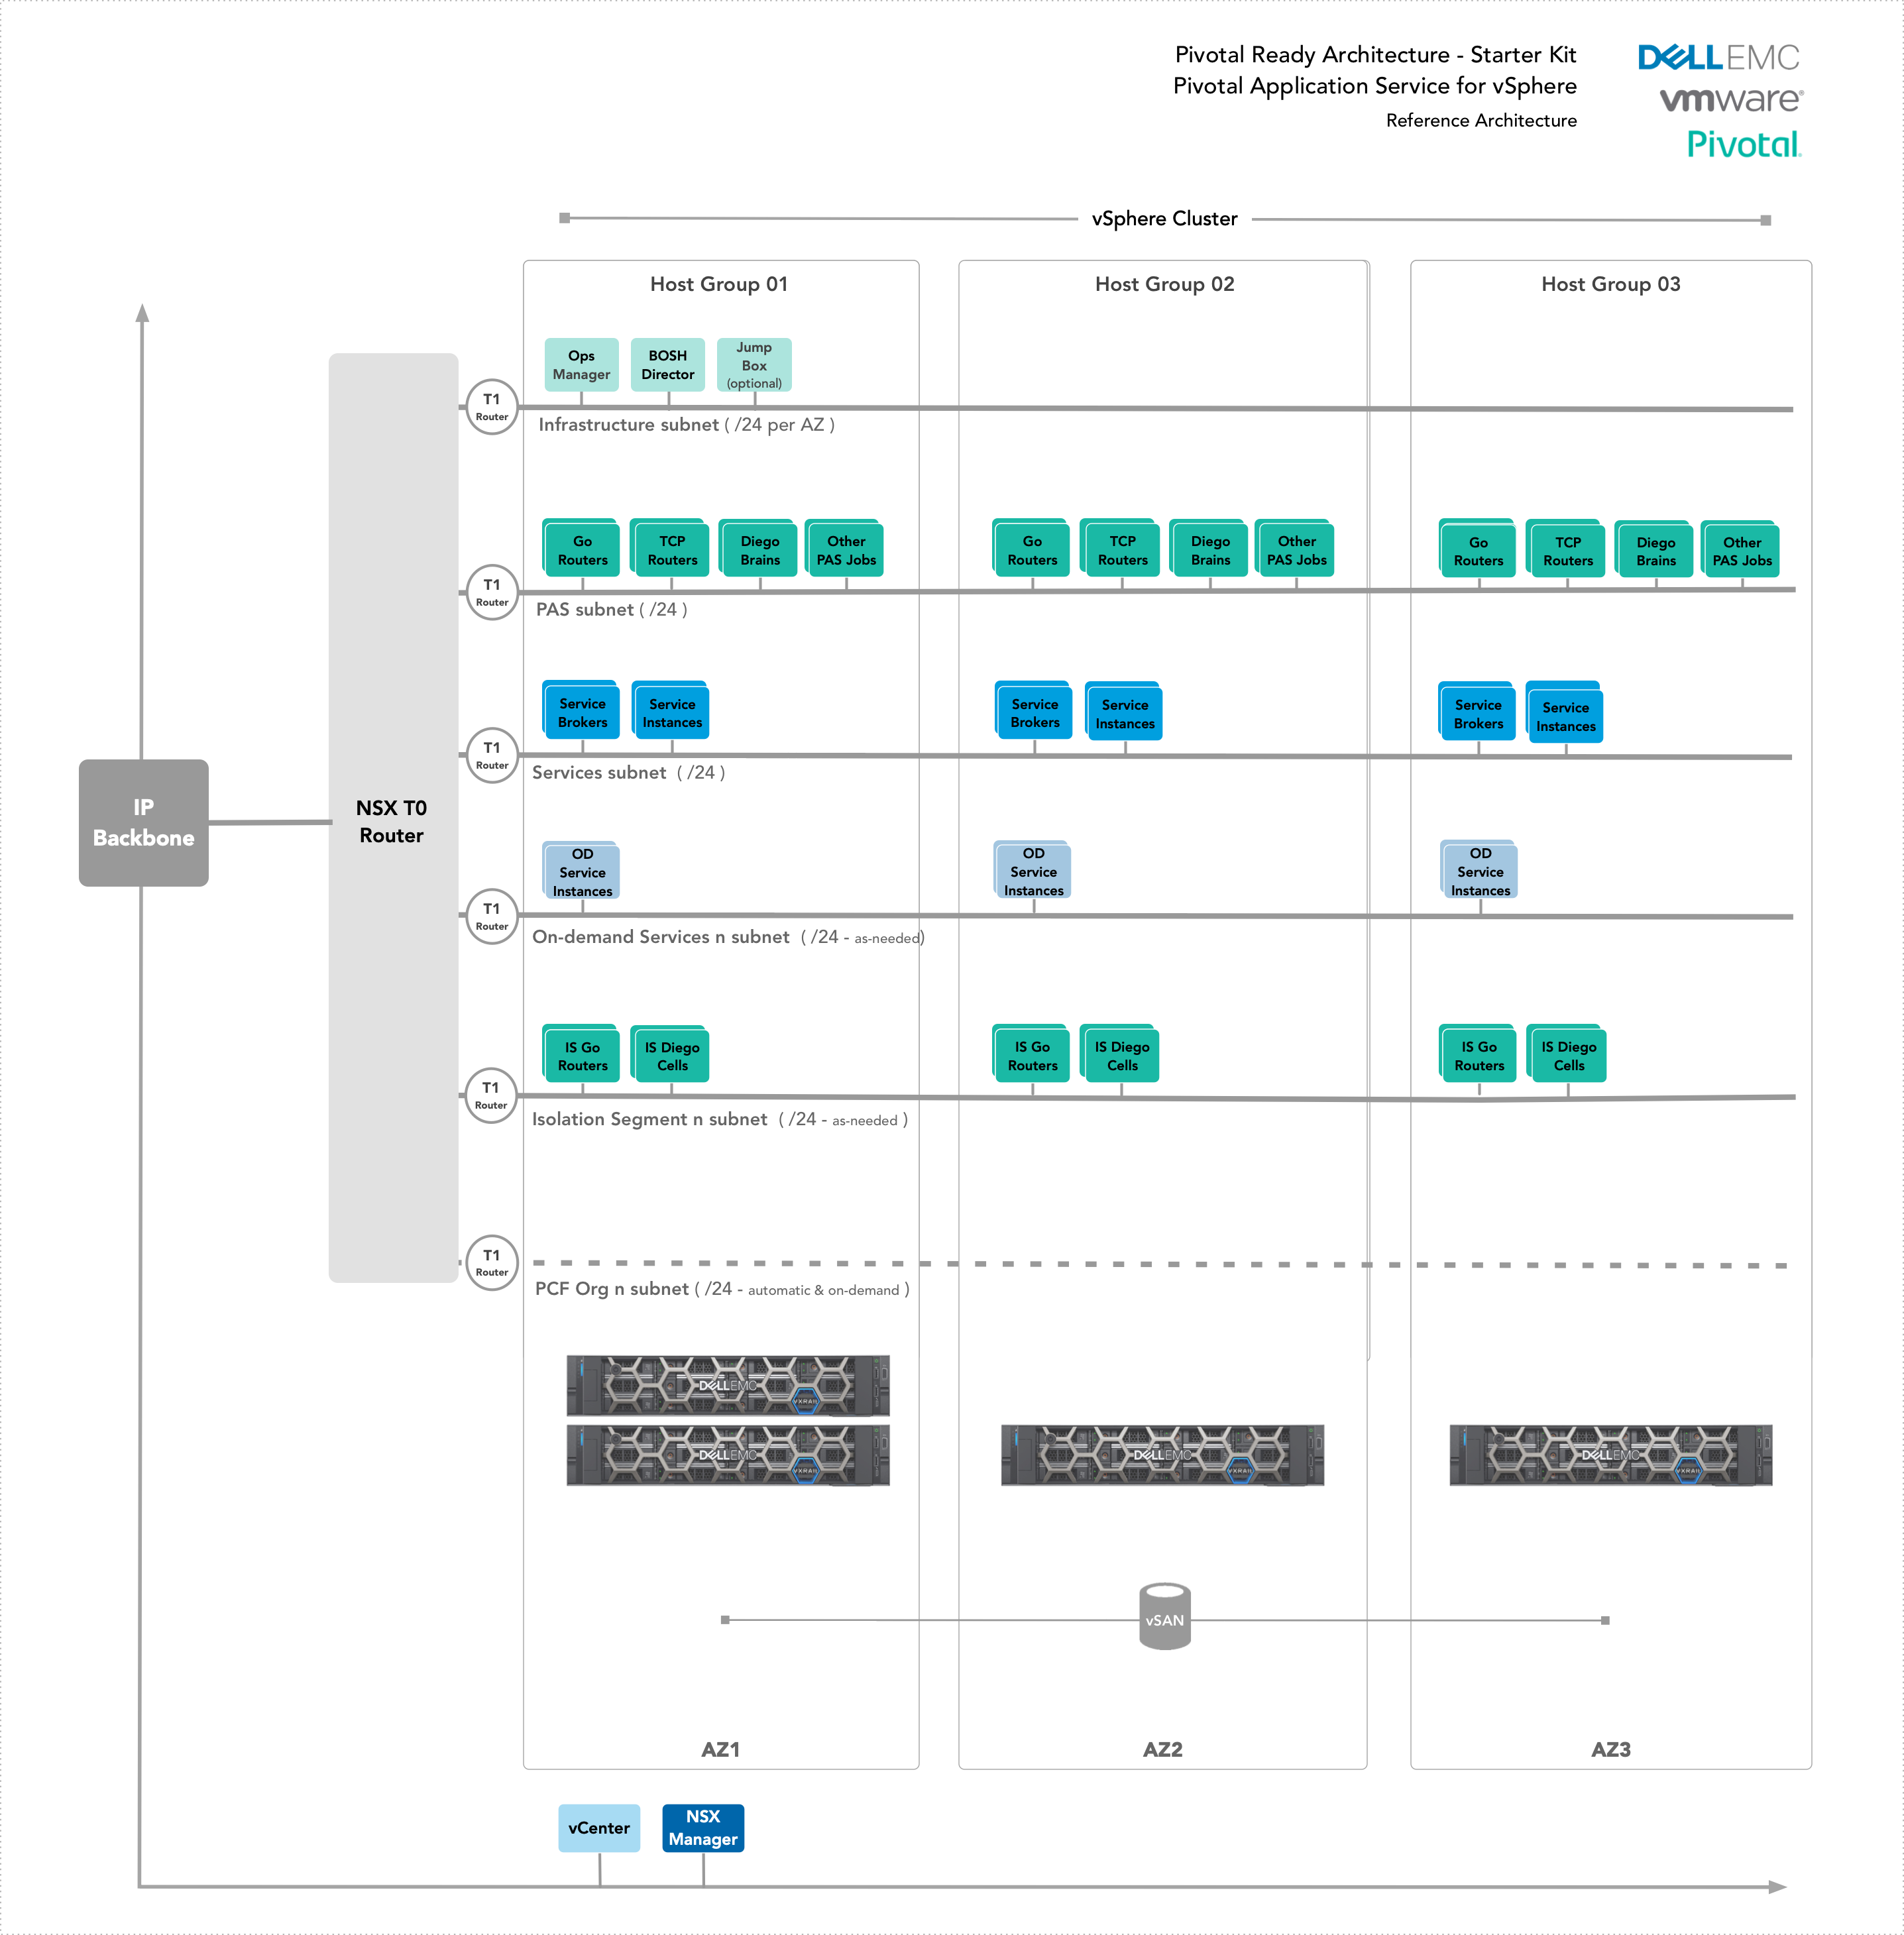 Pivotal Ready Architecture - Starter Kit
Pivotal Application Service for vSphere
Reference Architecture
DELLEMC
vmware®
Pivotal.
vSphere Cluster
Host Group 01
Host Group 02
Host Group 03
Ops
Manager
BOSH
Director
Jump
Box
(optional)
T1
Router
Infrastructure subnet ( /24 per AZ )
Go
Routers
TCP
Routers
Diego
Brains
Other
PAS Jobs
Go
Routers
TCP
Routers
Diego
Brains
Other
PAS Jobs
Go
Routers
TCP
Routers
Diego
Brains
Other
PAS Jobs
T1
Router
PAS subnet ( /24 )
Service
Brokers
Service
Instances
Service
Brokers
Service
Instances
Service
Brokers
Service
Instances
T1
Router
Services subnet ( /24 )
IP
Backbone
NSX T0
Router
OD
Service
Instances
OD
Service
Instances
OD
Service
Instances
T1
Router
On-demand Services n subnet ( /24 - as-needed)
IS Go
Routers
IS Diego
Cells
IS Go
Routers
IS Diego
Cells
IS Go
Routers
IS Diego
Cells
T1
Router
Isolation Segment n subnet ( /24 - as-needed )
T1
Router
PCF Org n subnet ( /24 - automatic & on-demand )
DELLEMC
VXRAIL
DELLEMC
VXRAIL
DELLEMC
VXRAIL
DELLEMC
VXRAIL
vSAN
AZ1
AZ2
AZ3
vCenter
NSX
Manager